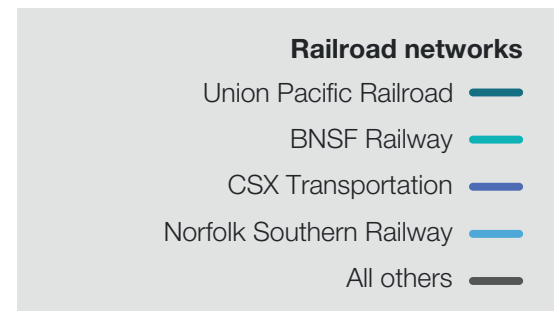 Railroad networks
Union Pacific Railroad
BNSF Railway
CSX Transportation
Norfolk Southern Railway
All others